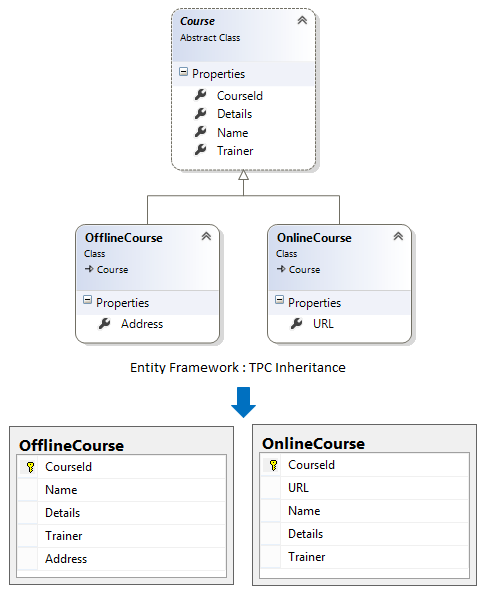 Course
Abstract Class
Properties
CourseId
Details
Name
Trainer
OfflineCourse
Class
Course
Properties
Address
OnlineCourse
Class
Course
Properties
URL
Entity Framework : TPC Inheritance
OfflineCourse
CourseId
Name
Details
Trainer
Address
OnlineCourse
CourseId
URL
Name
Details
Trainer